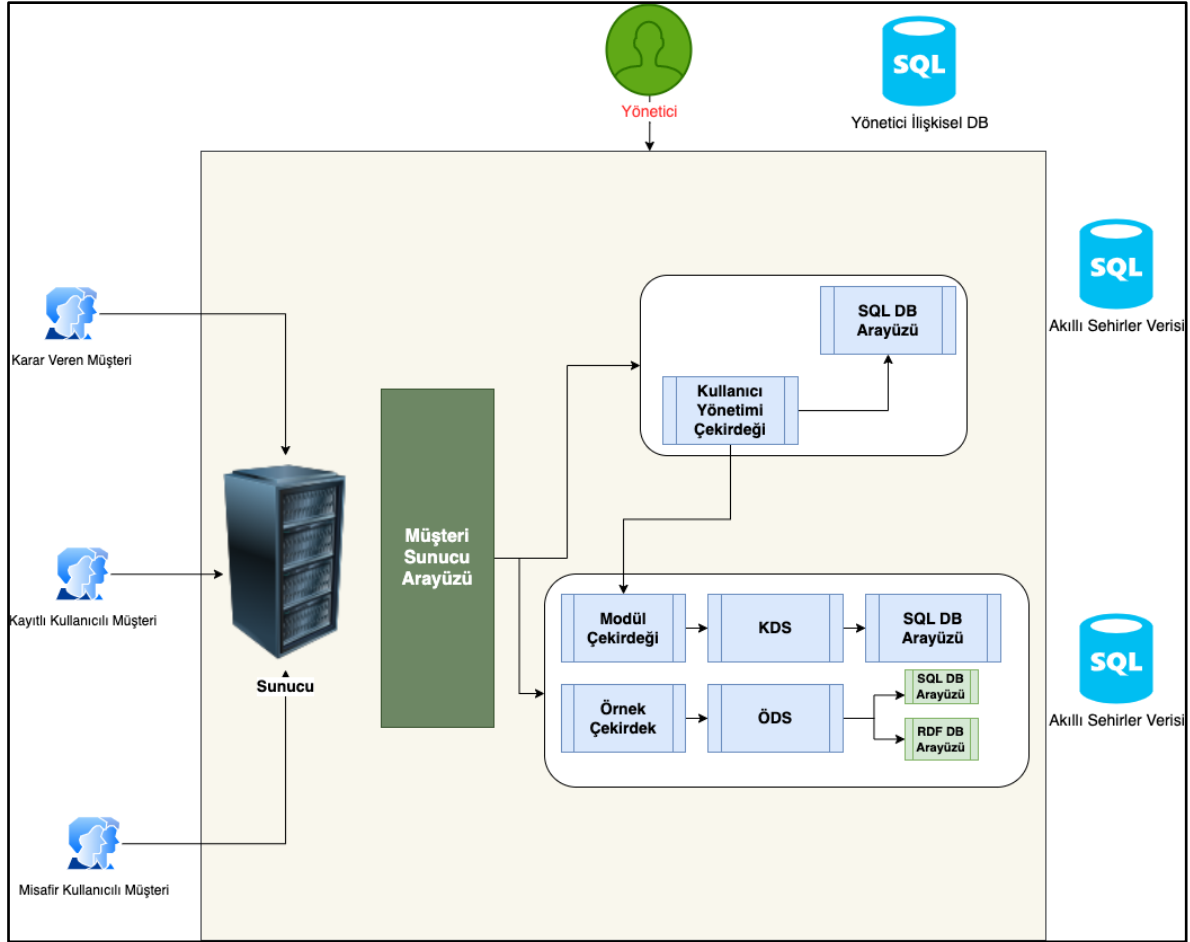 Yönetici
SQL
Yönetici İlişkisel DB
SQL
Akıllı Sehirler Verisi
SQL DB
Arayüzü
Kullanıcı
Yönetimi
Çekirdeği
Karar Veren Müşteri
Müşteri
Sunucu
Arayüzü
Kayıtlı Kullanıcılı Müşteri
Sunucu
Modül
Çekirdeği
KDS
SQL DB
Arayüzü
Örnek
Çekirdek
ÖDS
SQL DB
Arayüzü
RDF DB
Arayüzü
SQL
Akıllı Sehirler Verisi
Misafir Kullanıcılı Müşteri